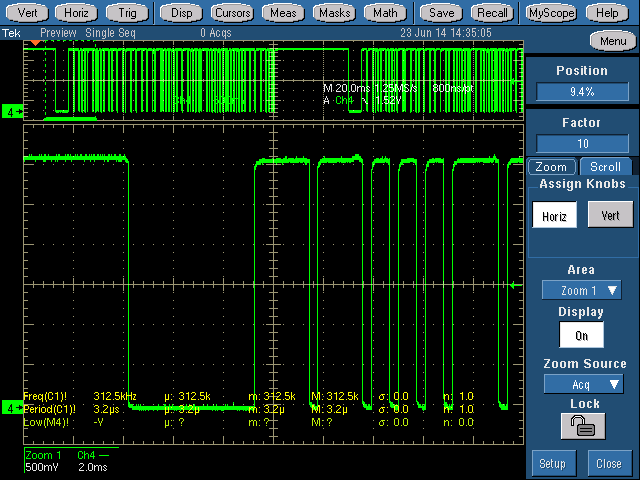 Vert Horiz Trig Disp Cursors Meas Masks Math Save Recall MyScope Help
Tek Preview Single Seq 0 Acqs 23 Jun 14 14:35:05
Menu
M 20.0ms 1.25MS/s 800ns/pt
A Ch4 1.52V
4
Position
9.4%
Factor
10
Zoom Scroll
Assign Knobs
Horiz Vert
Area
Zoom 1
Display
On
Zoom Source
Acq
Lock
Setup Close
Freq(C1)! 312.5kHz µ: 312.5k m: 312.5k M: 312.5k σ: 0.0 n: 1.0
4
Period(C1)! 3.2µs µ: 3.2µ m: 3.2µ M: 3.2µ σ: 0.0 n: 1.0
Low(M4)! -Y µ: ? m: ? M: ? σ: 0.0 n: 0.0
Zoom 1 Ch4
500mV 2.0ms